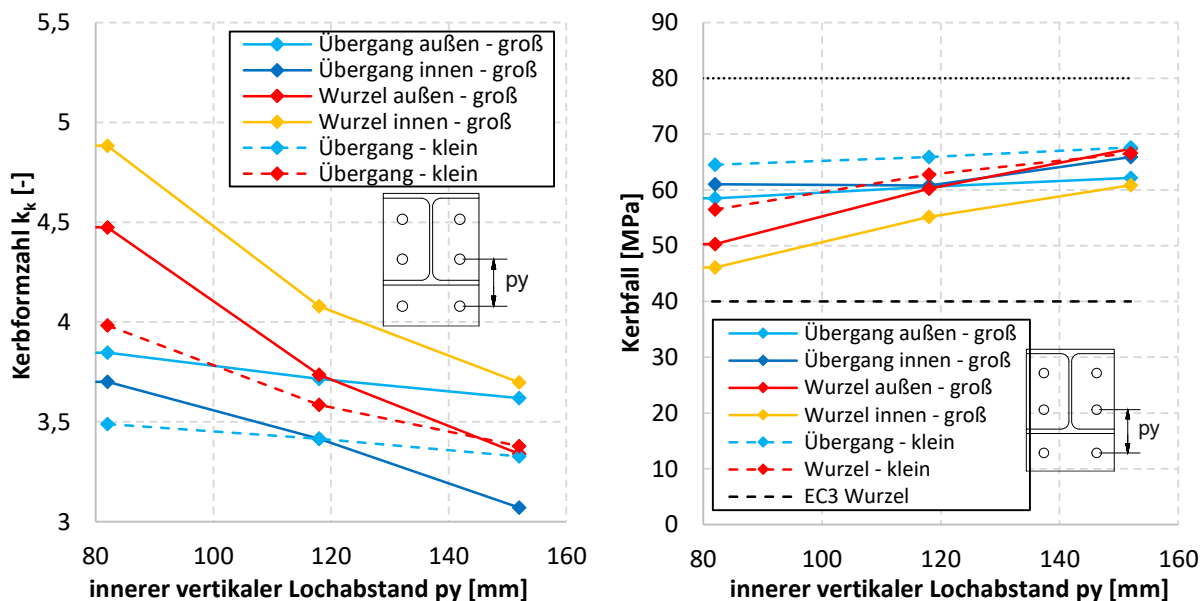 Kerbformzahl kk [-]
5,5
5
4,5
4
3,5
3
Übergang außen - groß
Übergang innen - groß
Wurzel außen - groß
Wurzel innen - groß
Übergang - klein
Übergang - klein
py
80
100
120
140
160
innerer vertikaler Lochabstand py [mm]
Kerbfall [MPa]
90
80
70
60
50
40
30
20
10
0
Übergang außen - groß
Übergang innen - groß
Wurzel außen - groß
Wurzel innen - groß
Übergang - klein
Wurzel - klein
EC3 Wurzel
py
80
100
120
140
160
innerer vertikaler Lochabstand py [mm]